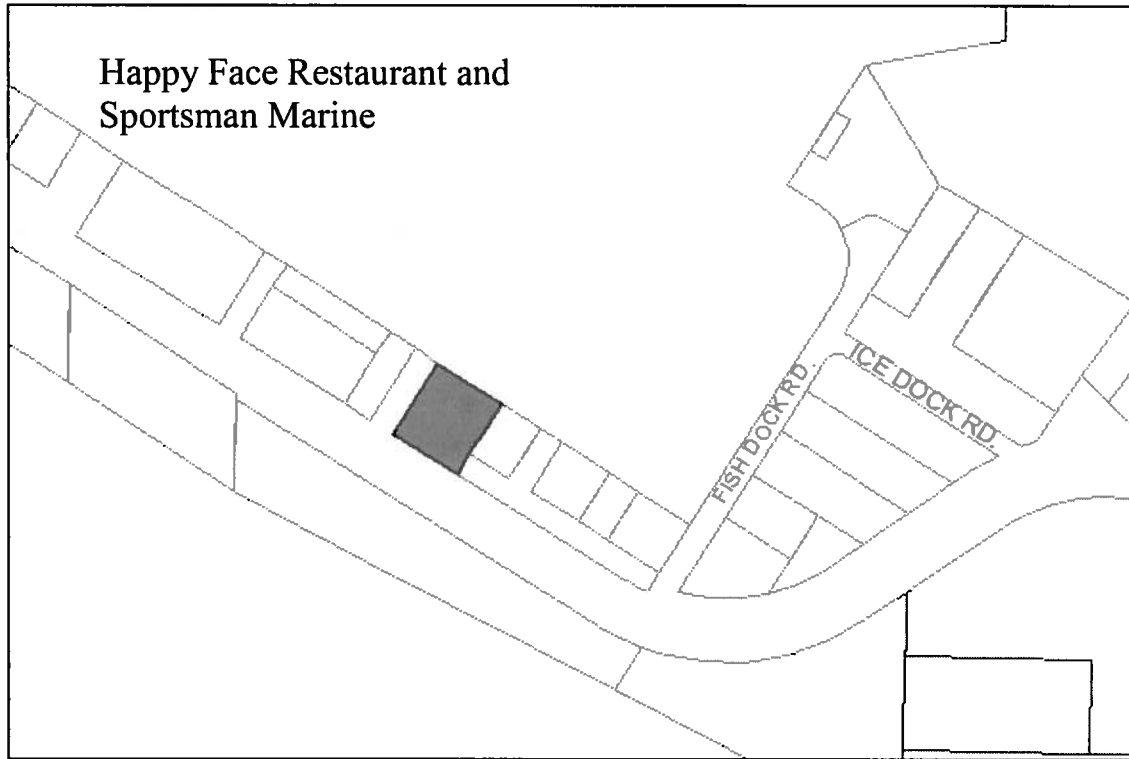 Happy Face Restaurant and
Sportsman Marine
ICE DOCK RD.
FISH DOCK RD.